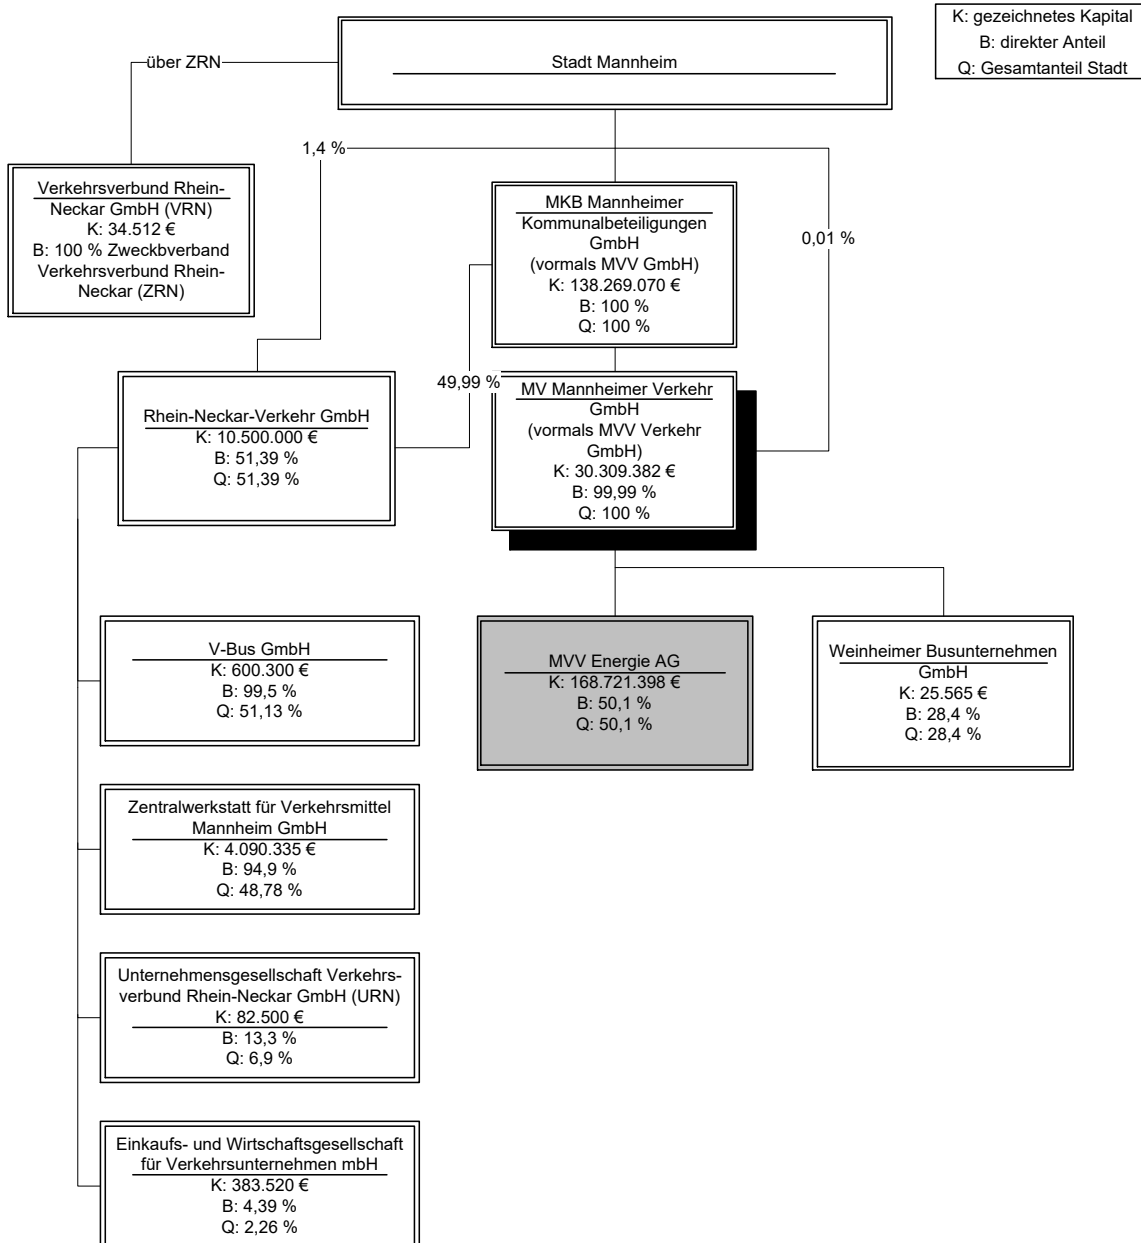 K: gezeichnetes Kapital
B: direkter Anteil
Q: Gesamtanteil Stadt
über ZRN
Stadt Mannheim
1,4 %
Verkehrsverbund Rhein-
Neckar GmbH (VRN)
K: 34.512 €
B: 100 % Zweckbverband
Verkehrsverbund Rhein-
Neckar (ZRN)
MKB Mannheimer
Kommunalbeteiligungen
GmbH
(vormals MVV GmbH)
K: 138.269.070 €
B: 100 %
Q: 100 %
0,01 %
49,99 %
Rhein-Neckar-Verkehr GmbH
K: 10.500.000 €
B: 51,39 %
Q: 51,39 %
MV Mannheimer Verkehr
GmbH
(vormals MVV Verkehr
GmbH)
K: 30.309.382 €
B: 99,99 %
Q: 100 %
V-Bus GmbH
K: 600.300 €
B: 99,5 %
Q: 51,13 %
MVV Energie AG
K: 168.721.398 €
B: 50,1 %
Q: 50,1 %
Weinheimer Busunternehmen
GmbH
K: 25.565 €
B: 28,4 %
Q: 28,4 %
Zentralwerkstatt für Verkehrsmittel
Mannheim GmbH
K: 4.090.335 €
B: 94,9 %
Q: 48,78 %
Unternehmensgesellschaft Verkehrs-
verbund Rhein-Neckar GmbH (URN)
K: 82.500 €
B: 13,3 %
Q: 6,9 %
Einkaufs- und Wirtschaftsgesellschaft
für Verkehrsunternehmen mbH
K: 383.520 €
B: 4,39 %
Q: 2,26 %